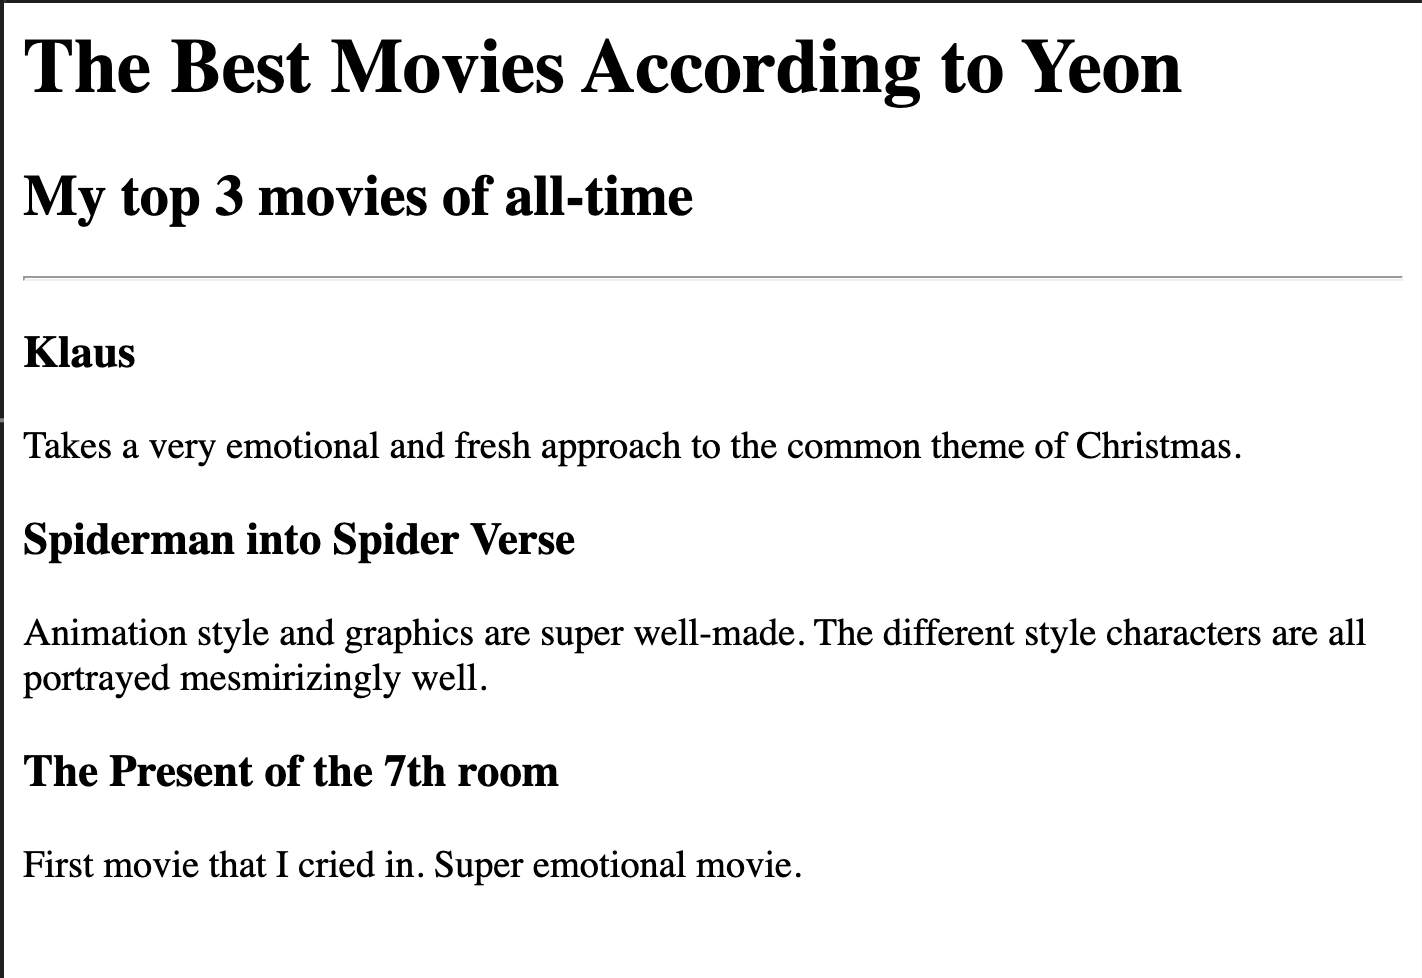 The Best Movies According to Yeon
My top 3 movies of all-time
Klaus
Takes a very emotional and fresh approach to the common theme of Christmas.
Spiderman into Spider Verse
Animation style and graphics are super well-made. The different style characters are all
portrayed mesmirizingly well.
The Present of the 7th room
First movie that I cried in. Super emotional movie.